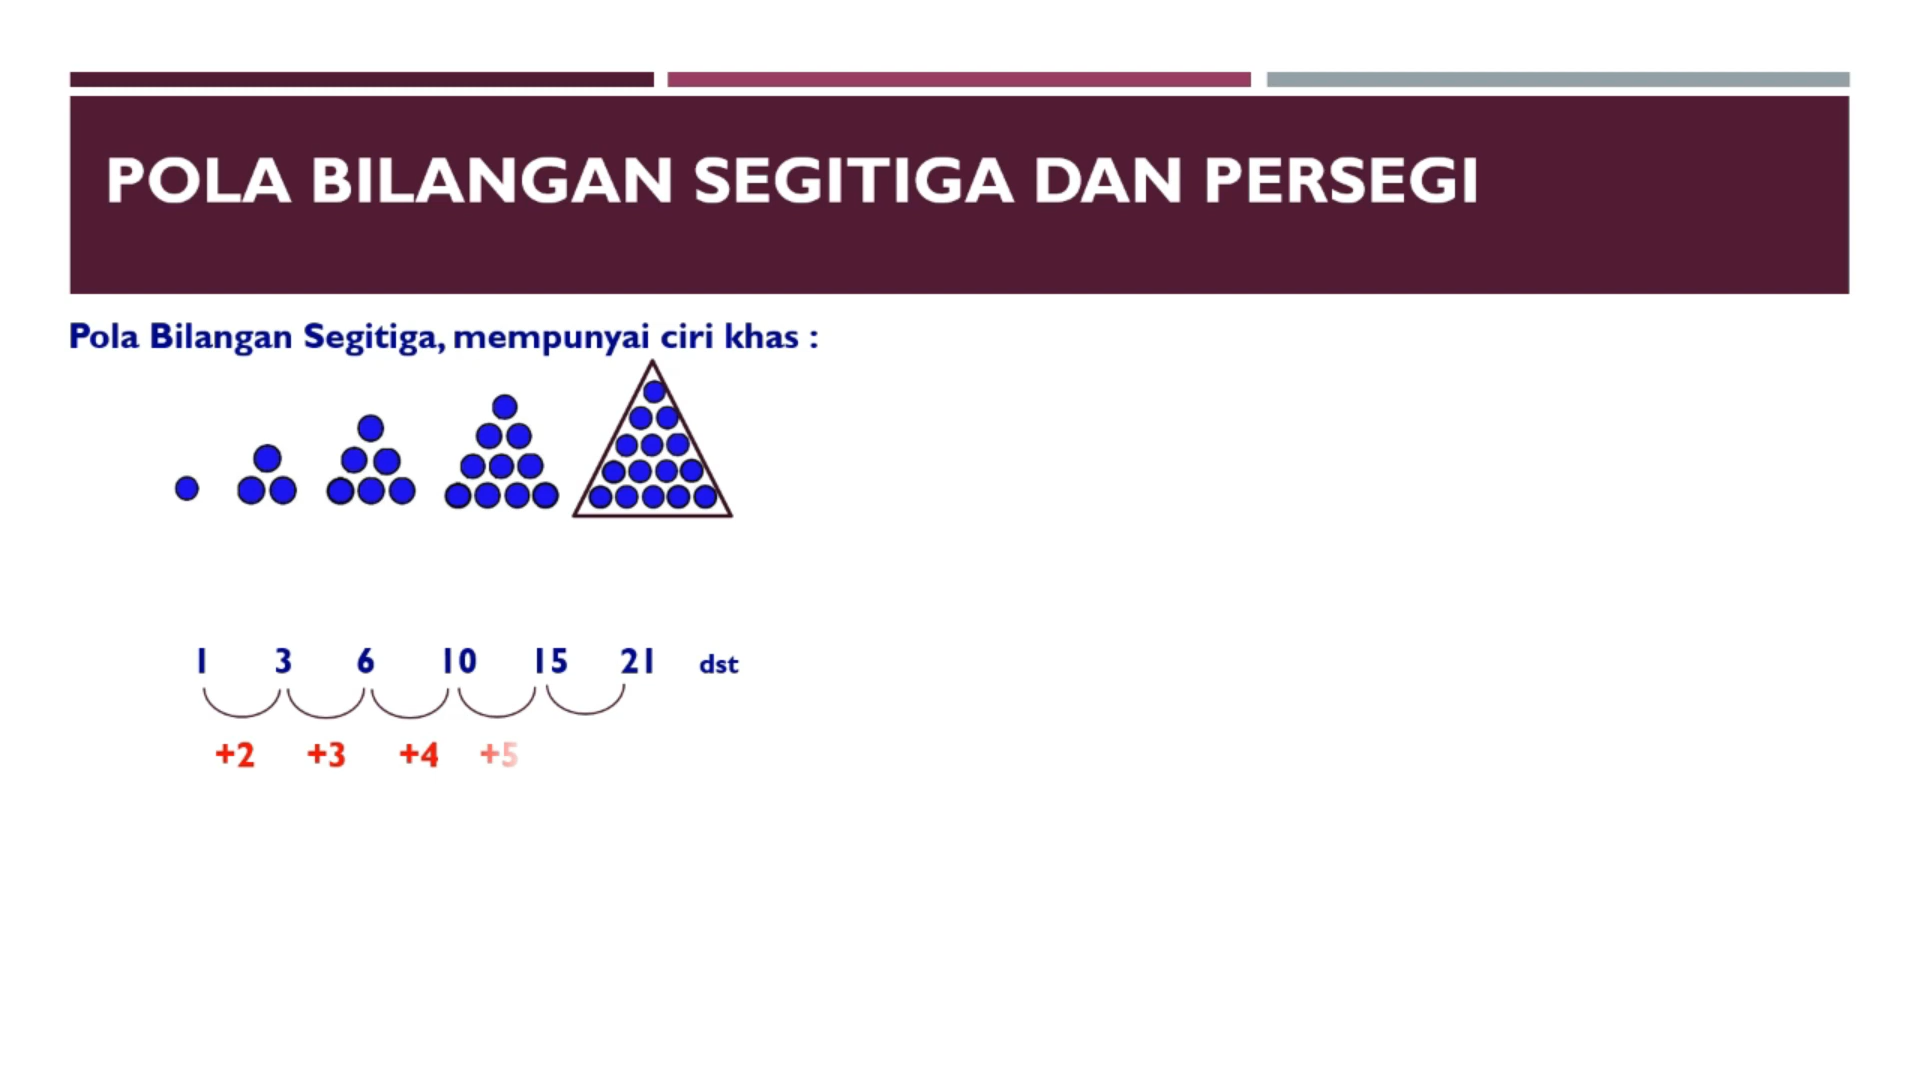 POLA BILANGAN SEGITIGA DAN PERSEGI
Pola Bilangan Segitiga, mempunyai ciri khas :
1 3 6 10 15 21 dst
+2 +3 +4 +5